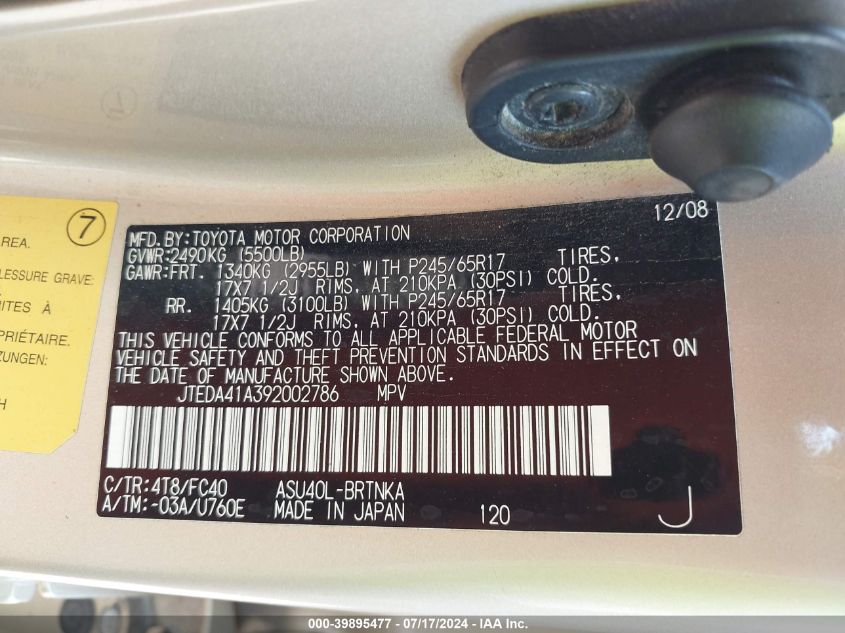 7
AREA.
PLESSURE GRAVE:
ITES À
PRIÉTAIRE.
ZUNGEN:
H
12/08
MFD. BY: TOYOTA MOTOR CORPORATION
GVWR: 2490KG (5500LB)
GAWR: FRT. 1340KG (2955LB) WITH P245/65R17 TIRES,
17X7 1/2J RIMS, AT 210KPA (30PSI) COLD.
RR. 1405KG (3100LB) WITH P245/65R17 TIRES,
17X7 1/2J RIMS, AT 210KPA (30PSI) COLD.
THIS VEHICLE CONFORMS TO ALL APPLICABLE FEDERAL MOTOR
VEHICLE SAFETY AND THEFT PREVENTION STANDARDS IN EFFECT ON
THE DATE OF MANUFACTURE SHOWN ABOVE.
JTEDA41A392002786 MPV
C/TR: 4T8/FC40 ASU40L-BRTNKA
A/TM: -03A/U760E MADE IN JAPAN 120 J
000-39895477 - 07/17/2024 - IAA Inc.